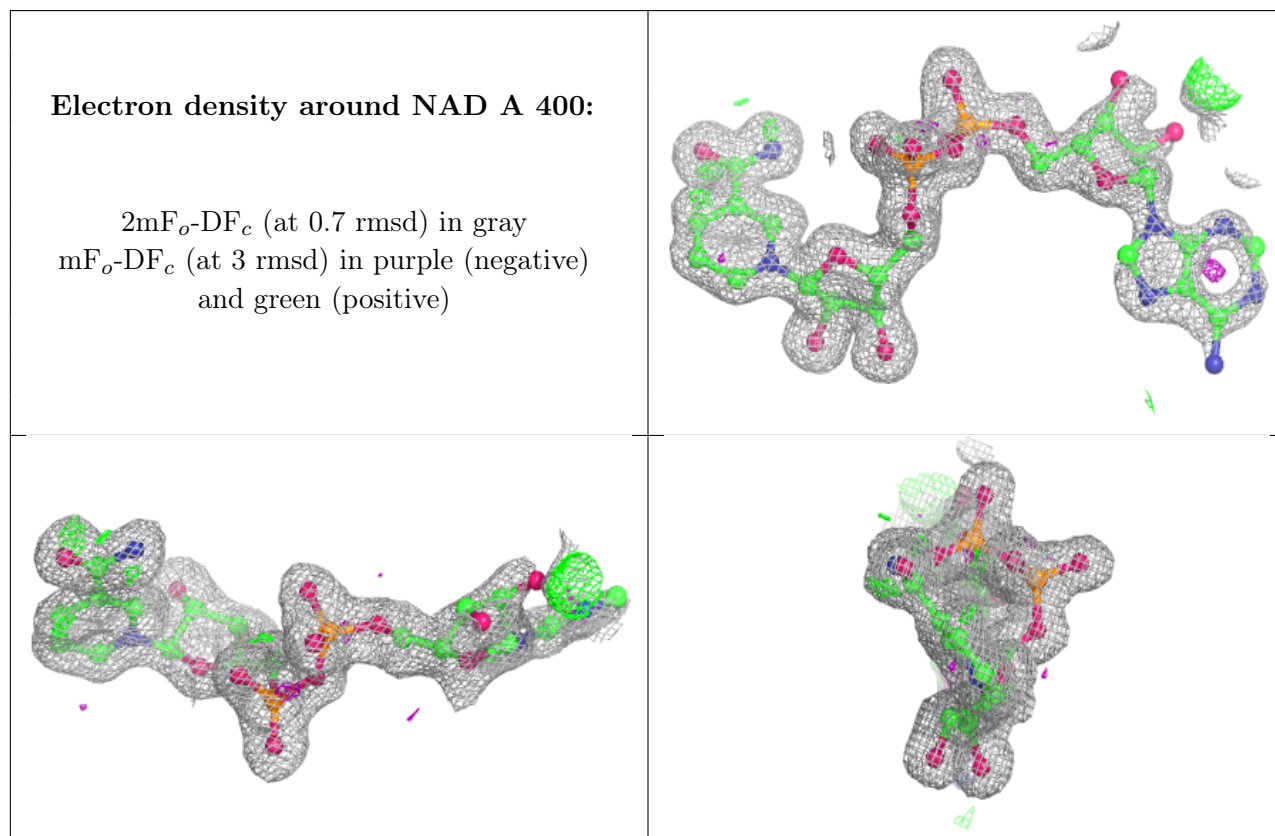 Electron density around NAD A 400:
2mFₒ-DF𝒸 (at 0.7 rmsd) in gray
mFₒ-DF𝒸 (at 3 rmsd) in purple (negative)
and green (positive)